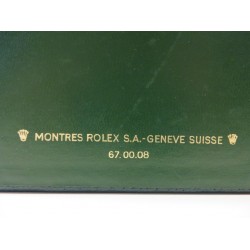 MONTRES ROLEX S.A.-GENEVE SUISSE
67.00.08